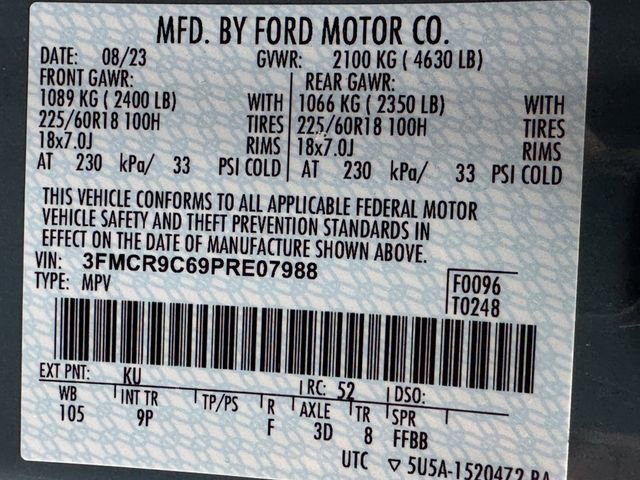 MFD. BY FORD MOTOR CO.
DATE: 08/23 GVWR: 2100 KG ( 4630 LB)
FRONT GAWR: REAR GAWR:
1089 KG ( 2400 LB) WITH 1066 KG ( 2350 LB) WITH
225/60R18 100H TIRES 225/60R18 100H TIRES
18x7.0J RIMS 18x7.0J RIMS
AT 230 kPa/ 33 PSI COLD AT 230 kPa/ 33 PSI COLD
THIS VEHICLE CONFORMS TO ALL APPLICABLE FEDERAL MOTOR
VEHICLE SAFETY AND THEFT PREVENTION STANDARDS IN
EFFECT ON THE DATE OF MANUFACTURE SHOWN ABOVE.
VIN: 3FMCR9C69PRE07988
TYPE: MPV
F0096
T0248
EXT PNT: KU RC: 52 DSO:
WB INT TR TP/PS R AXLE TR SPR
105 9P F 3D 8 FFBB
UTC ▽ 5U5A-1520472 BA